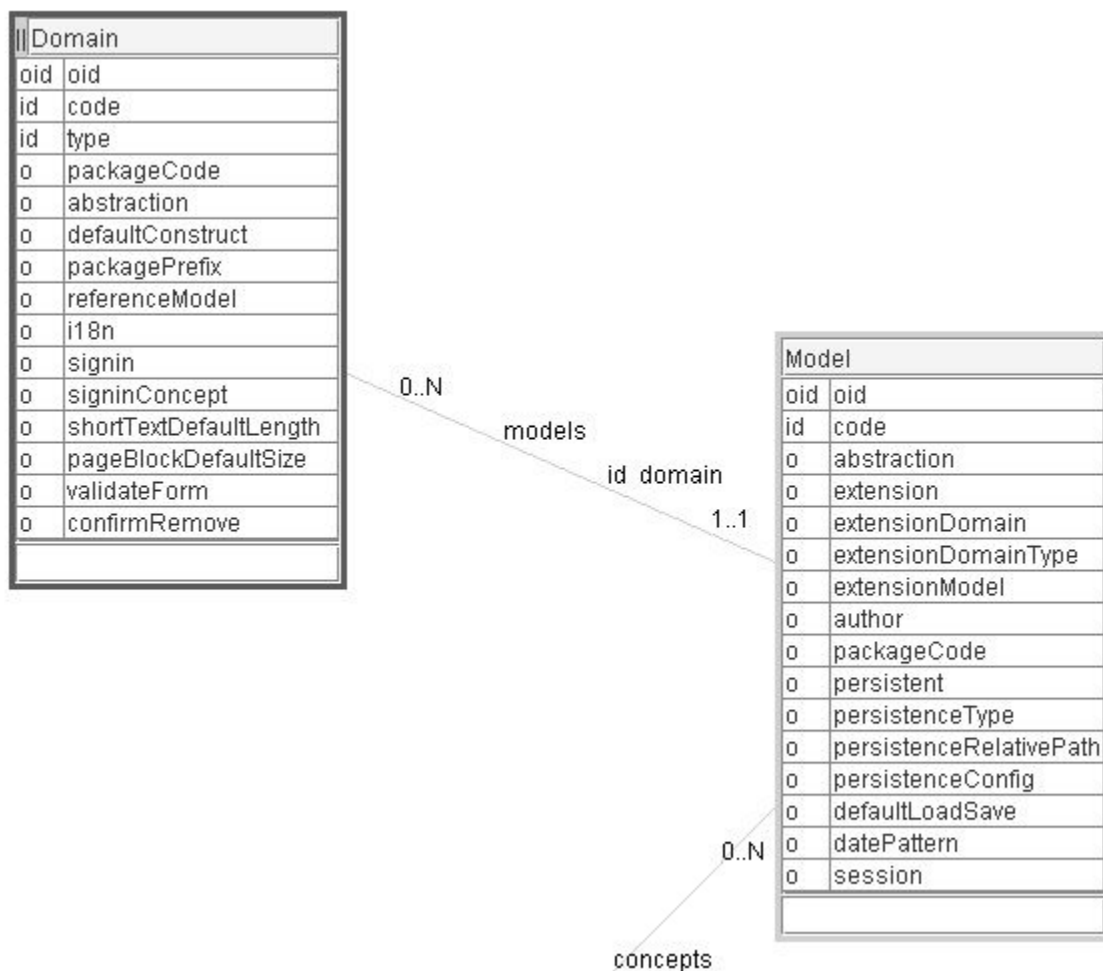 Domain
oid oid
id code
id type
o packageCode
o abstraction
o defaultConstruct
o packagePrefix
o referenceModel
o i18n
o signin
o signinConcept
o shortTextDefaultLength
o pageBlockDefaultSize
o validateForm
o confirmRemove
0..N
models
id domain
1..1
Model
oid oid
id code
o abstraction
o extension
o extensionDomain
o extensionDomainType
o extensionModel
o author
o packageCode
o persistent
o persistenceType
o persistenceRelativePath
o persistenceConfig
o defaultLoadSave
o datePattern
o session
0..N
concepts